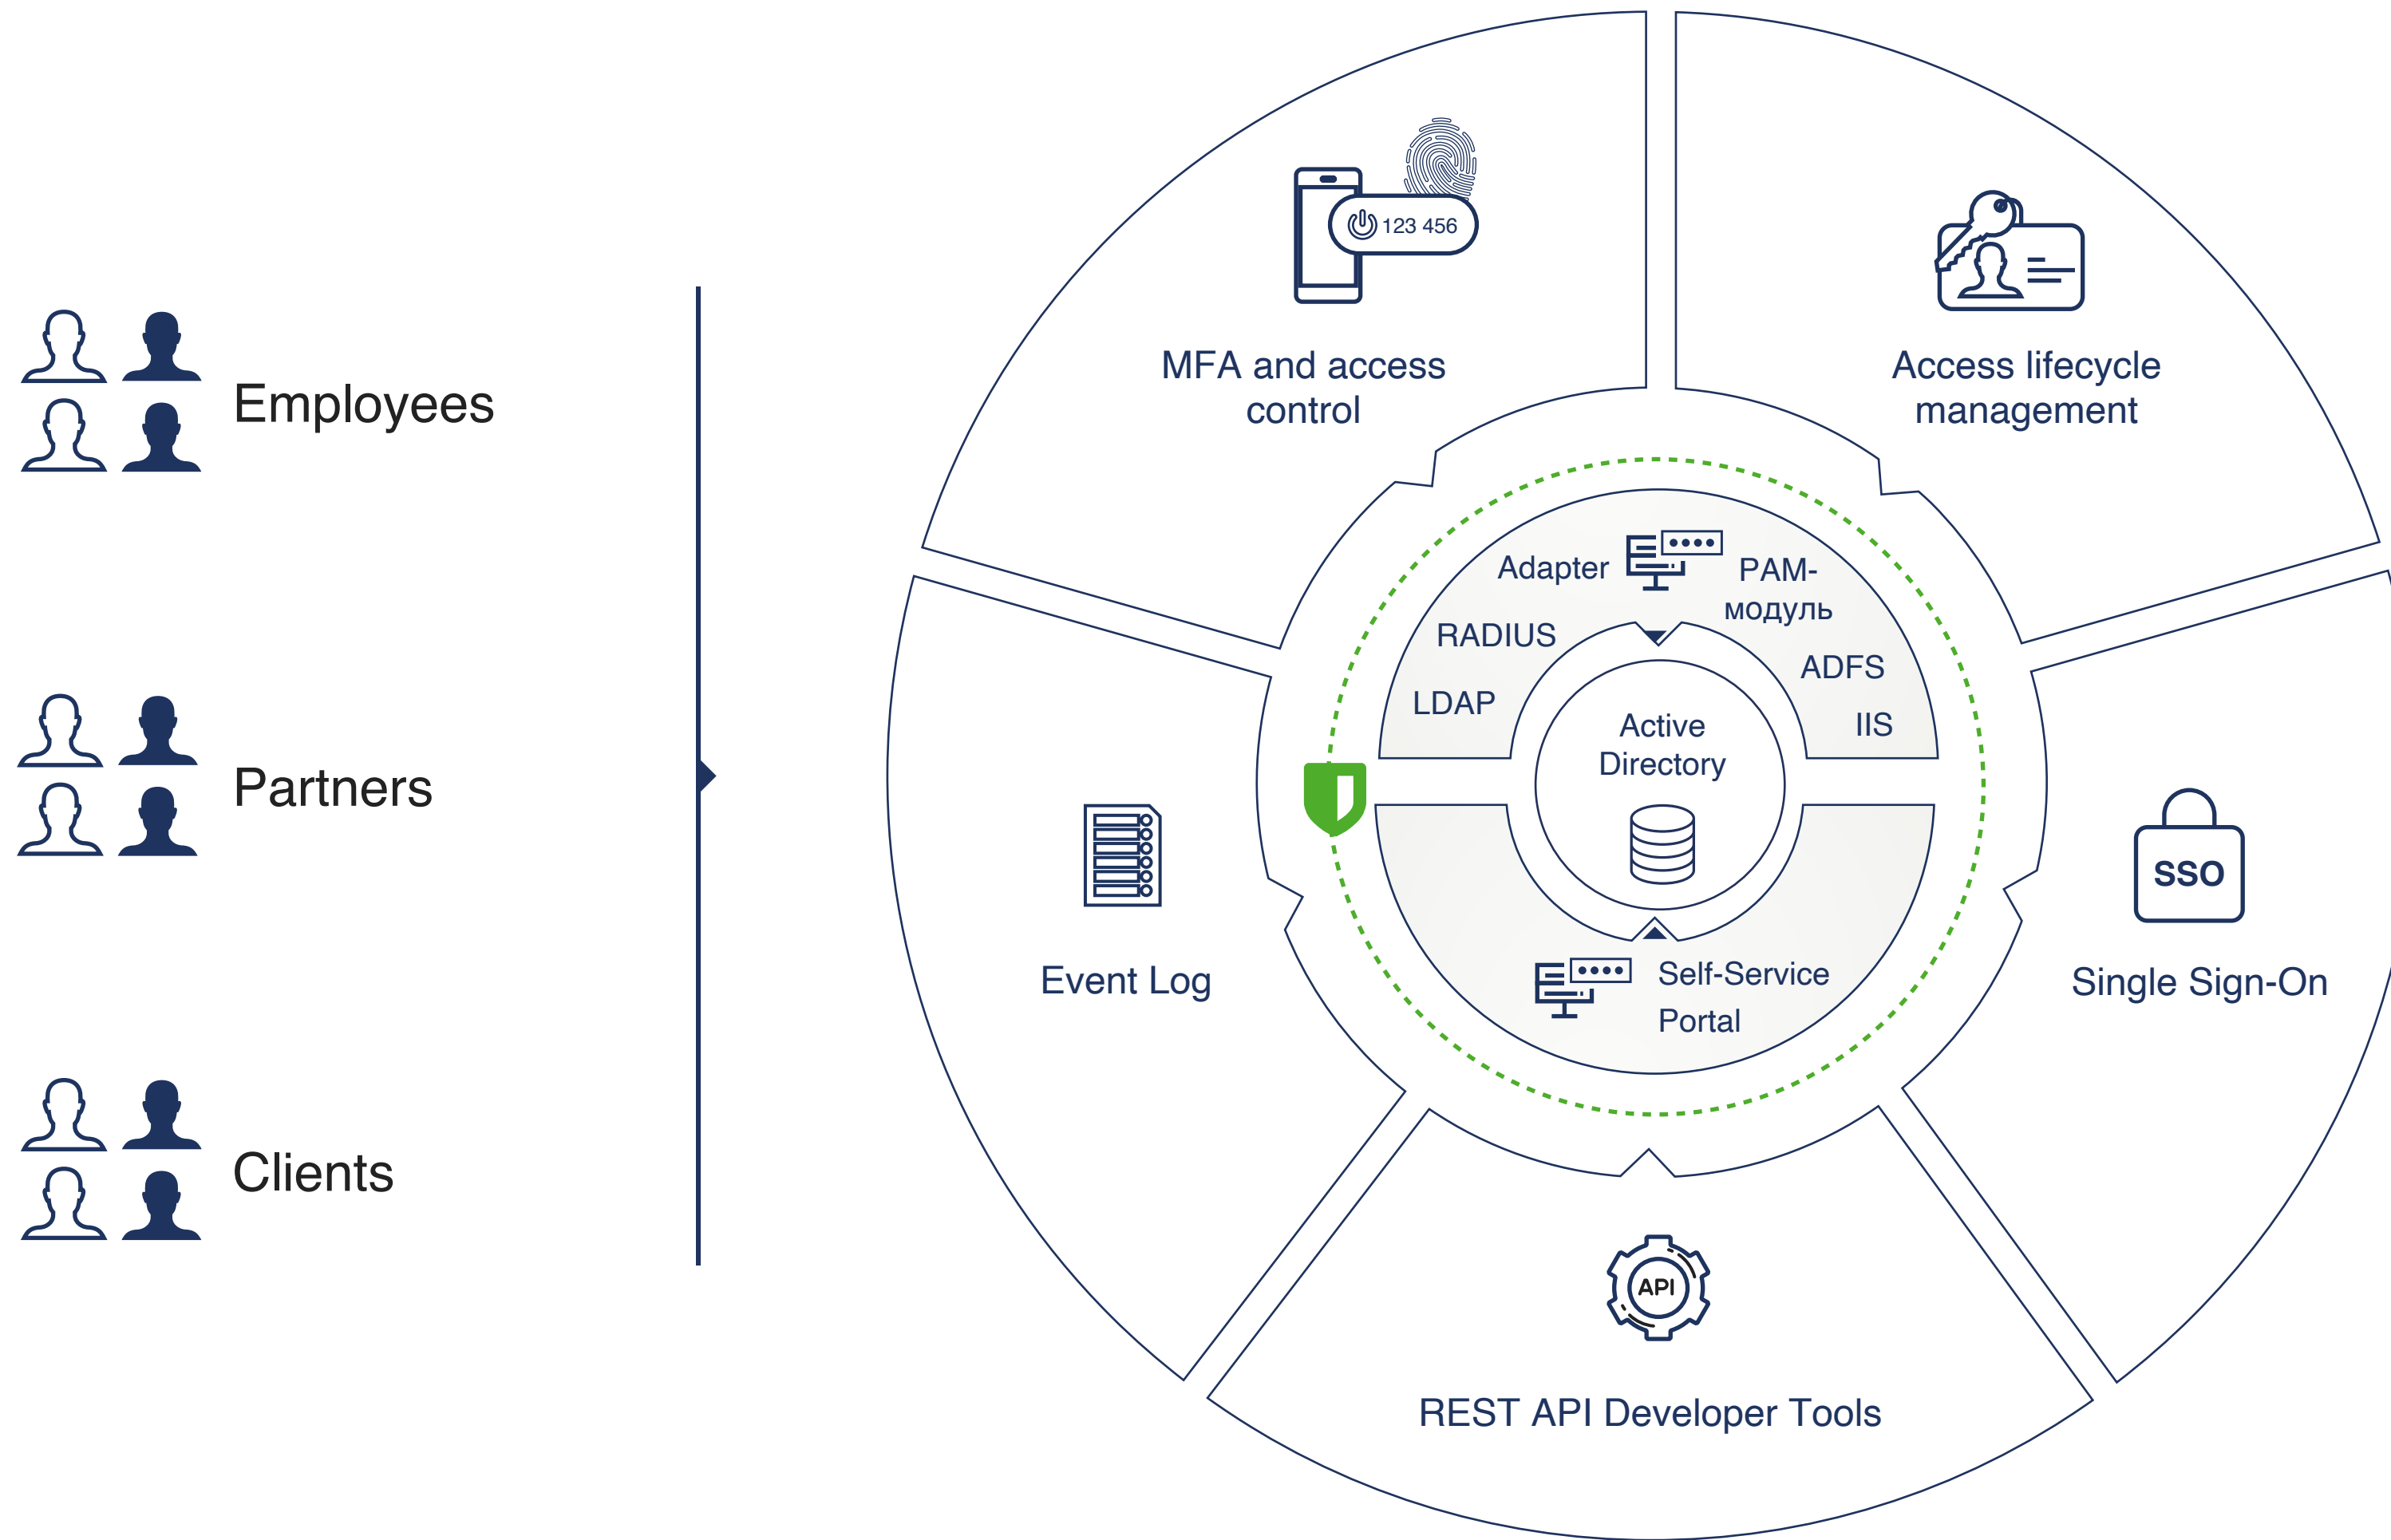 Employees
Partners
Clients
123 456
MFA and access
control
Access lifecycle
management
Adapter
PAM-
модуль
RADIUS
ADFS
LDAP
IIS
Active
Directory
Self-Service
Portal
Event Log
SSO
Single Sign-On
API
REST API Developer Tools